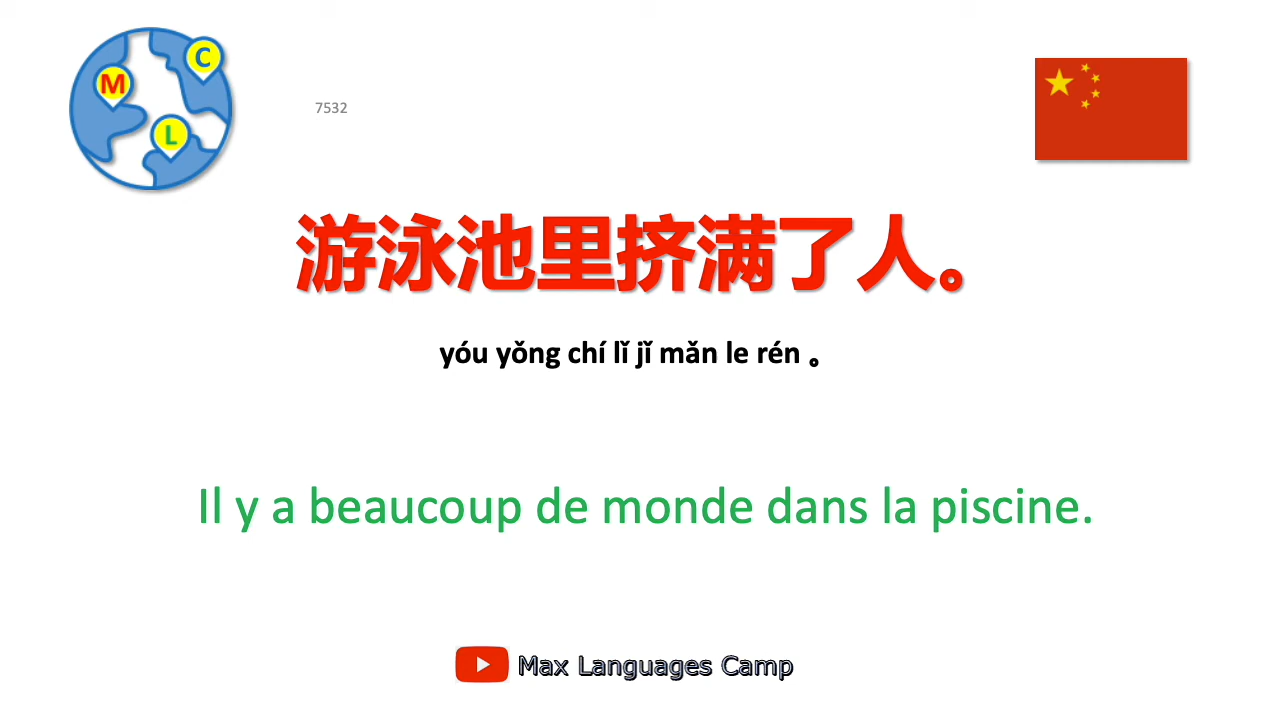 M
C
L
7532
游泳池里挤满了人。
yóu yǒng chí lǐ jǐ mǎn le rén 。
Il y a beaucoup de monde dans la piscine.
Max Languages Camp